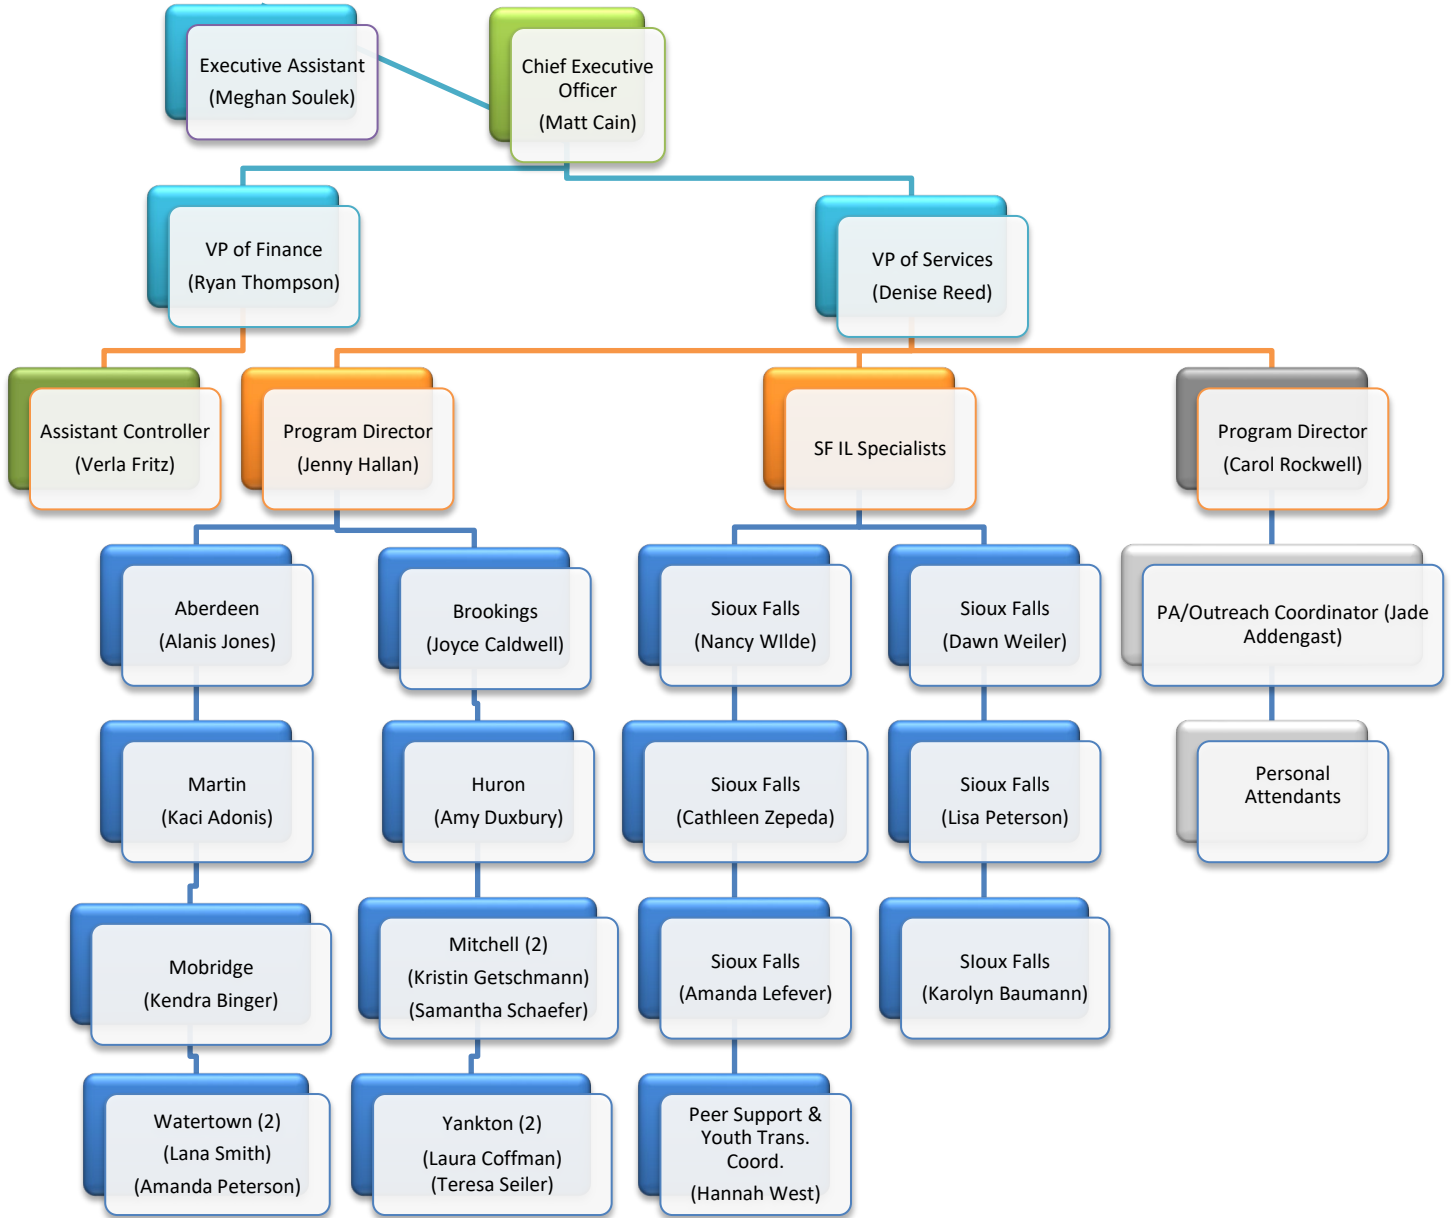 Executive Assistant
(Meghan Soulek)
Chief Executive
Officer
(Matt Cain)
VP of Finance
(Ryan Thompson)
VP of Services
(Denise Reed)
Assistant Controller
(Verla Fritz)
Program Director
(Jenny Hallan)
SF IL Specialists
Program Director
(Carol Rockwell)
Aberdeen
(Alanis Jones)
Brookings
(Joyce Caldwell)
Sioux Falls
(Nancy WIlde)
Sioux Falls
(Dawn Weiler)
PA/Outreach Coordinator (Jade
Addengast)
Martin
(Kaci Adonis)
Huron
(Amy Duxbury)
Sioux Falls
(Cathleen Zepeda)
Sioux Falls
(Lisa Peterson)
Personal
Attendants
Mobridge
(Kendra Binger)
Mitchell (2)
(Kristin Getschmann)
(Samantha Schaefer)
Sioux Falls
(Amanda Lefever)
SIoux Falls
(Karolyn Baumann)
Watertown (2)
(Lana Smith)
(Amanda Peterson)
Yankton (2)
(Laura Coffman)
(Teresa Seiler)
Peer Support &
Youth Trans.
Coord.
(Hannah West)